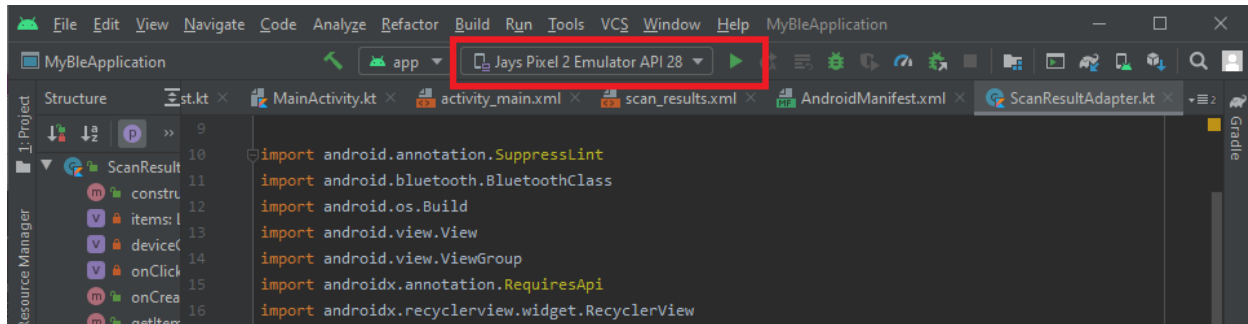 File Edit View Navigate Code Analyze Refactor Build Run Tools VCS Window Help MyBleApplication
MyBleApplication app Jays Pixel 2 Emulator API 28
Structure st.kt MainActivity.kt activity_main.xml scan_results.xml AndroidManifest.xml ScanResultAdapter.kt 2
9
10 import android.annotation.SuppressLint
11 import android.bluetooth.BluetoothClass
12 import android.os.Build
13 import android.view.View
14 import android.view.ViewGroup
15 import androidx.annotation.RequiresApi
16 import androidx.recyclerview.widget.RecyclerView
ScanResult
m constru
v items: L
v device
v onClick
m onCrea
m getItem
1: Project
Resource Manager
Gradle